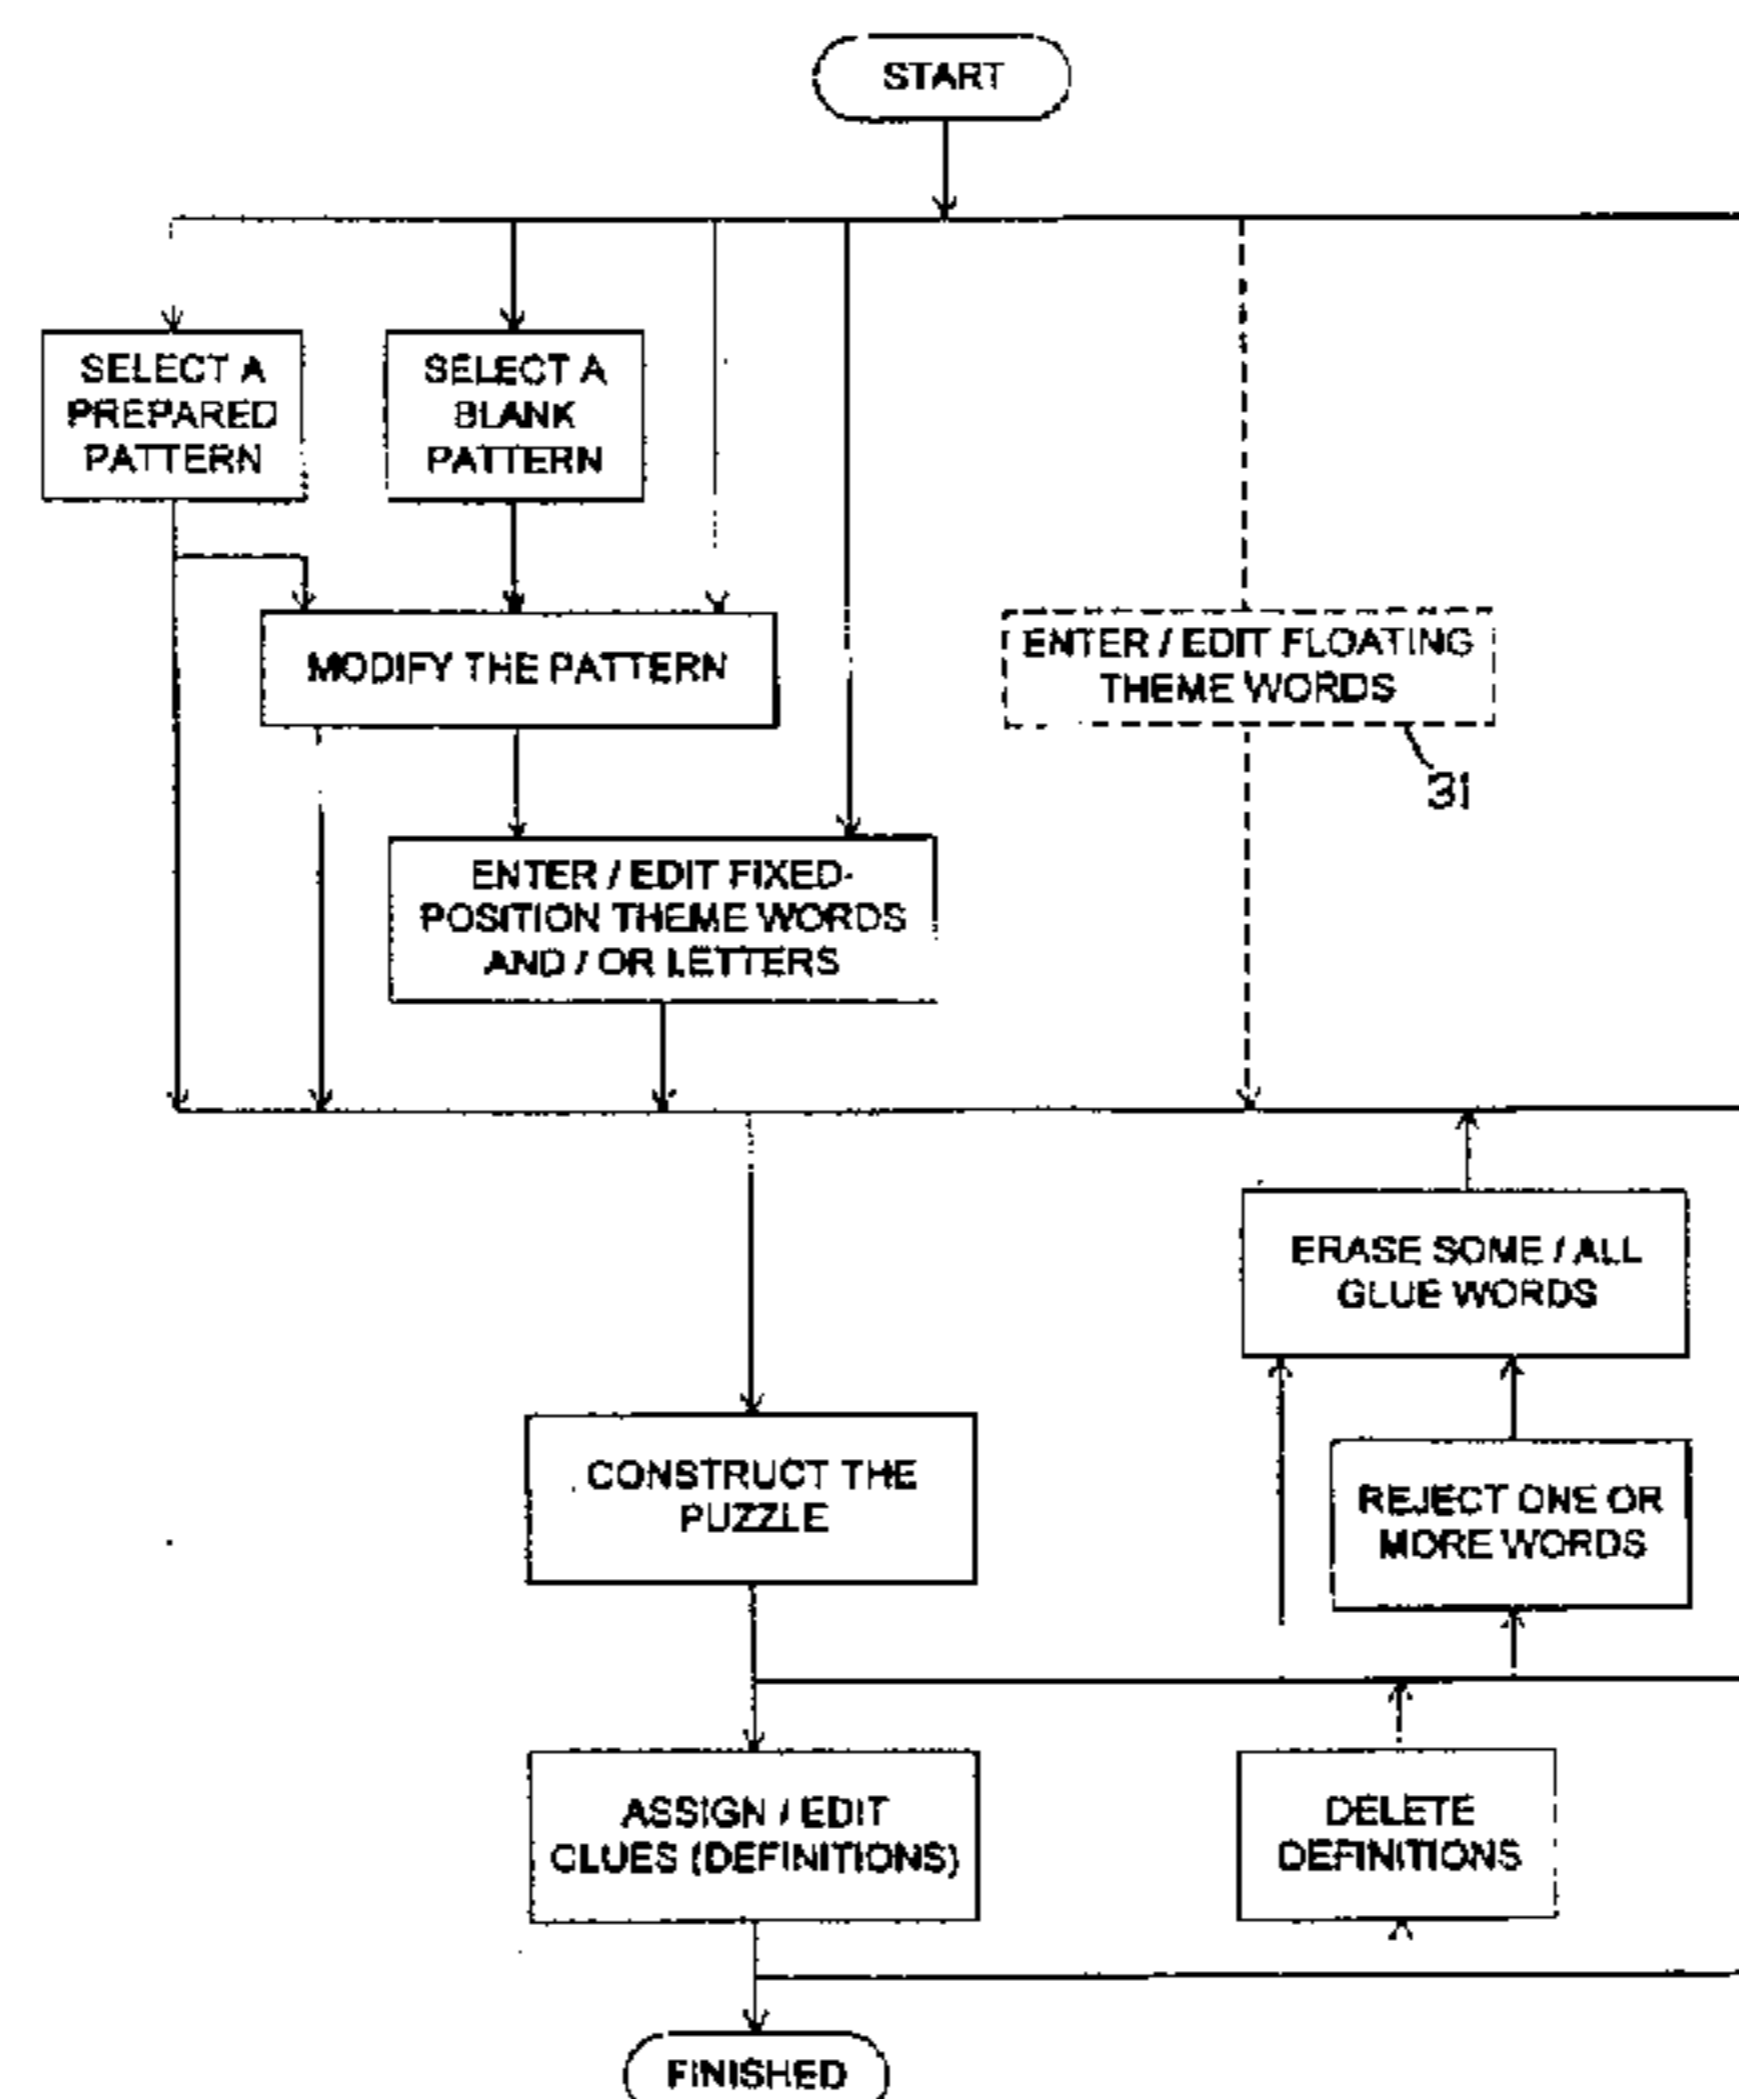 START
SELECT A
PREPARED
PATTERN
SELECT A
BLANK
PATTERN
MODIFY THE PATTERN
ENTER / EDIT FLOATING
THEME WORDS
31
ENTER / EDIT FIXED-
POSITION THEME WORDS
AND / OR LETTERS
ERASE SOME / ALL
GLUE WORDS
CONSTRUCT THE
PUZZLE
REJECT ONE OR
MORE WORDS
ASSIGN / EDIT
CLUES (DEFINITIONS)
DELETE
DEFINITIONS
FINISHED